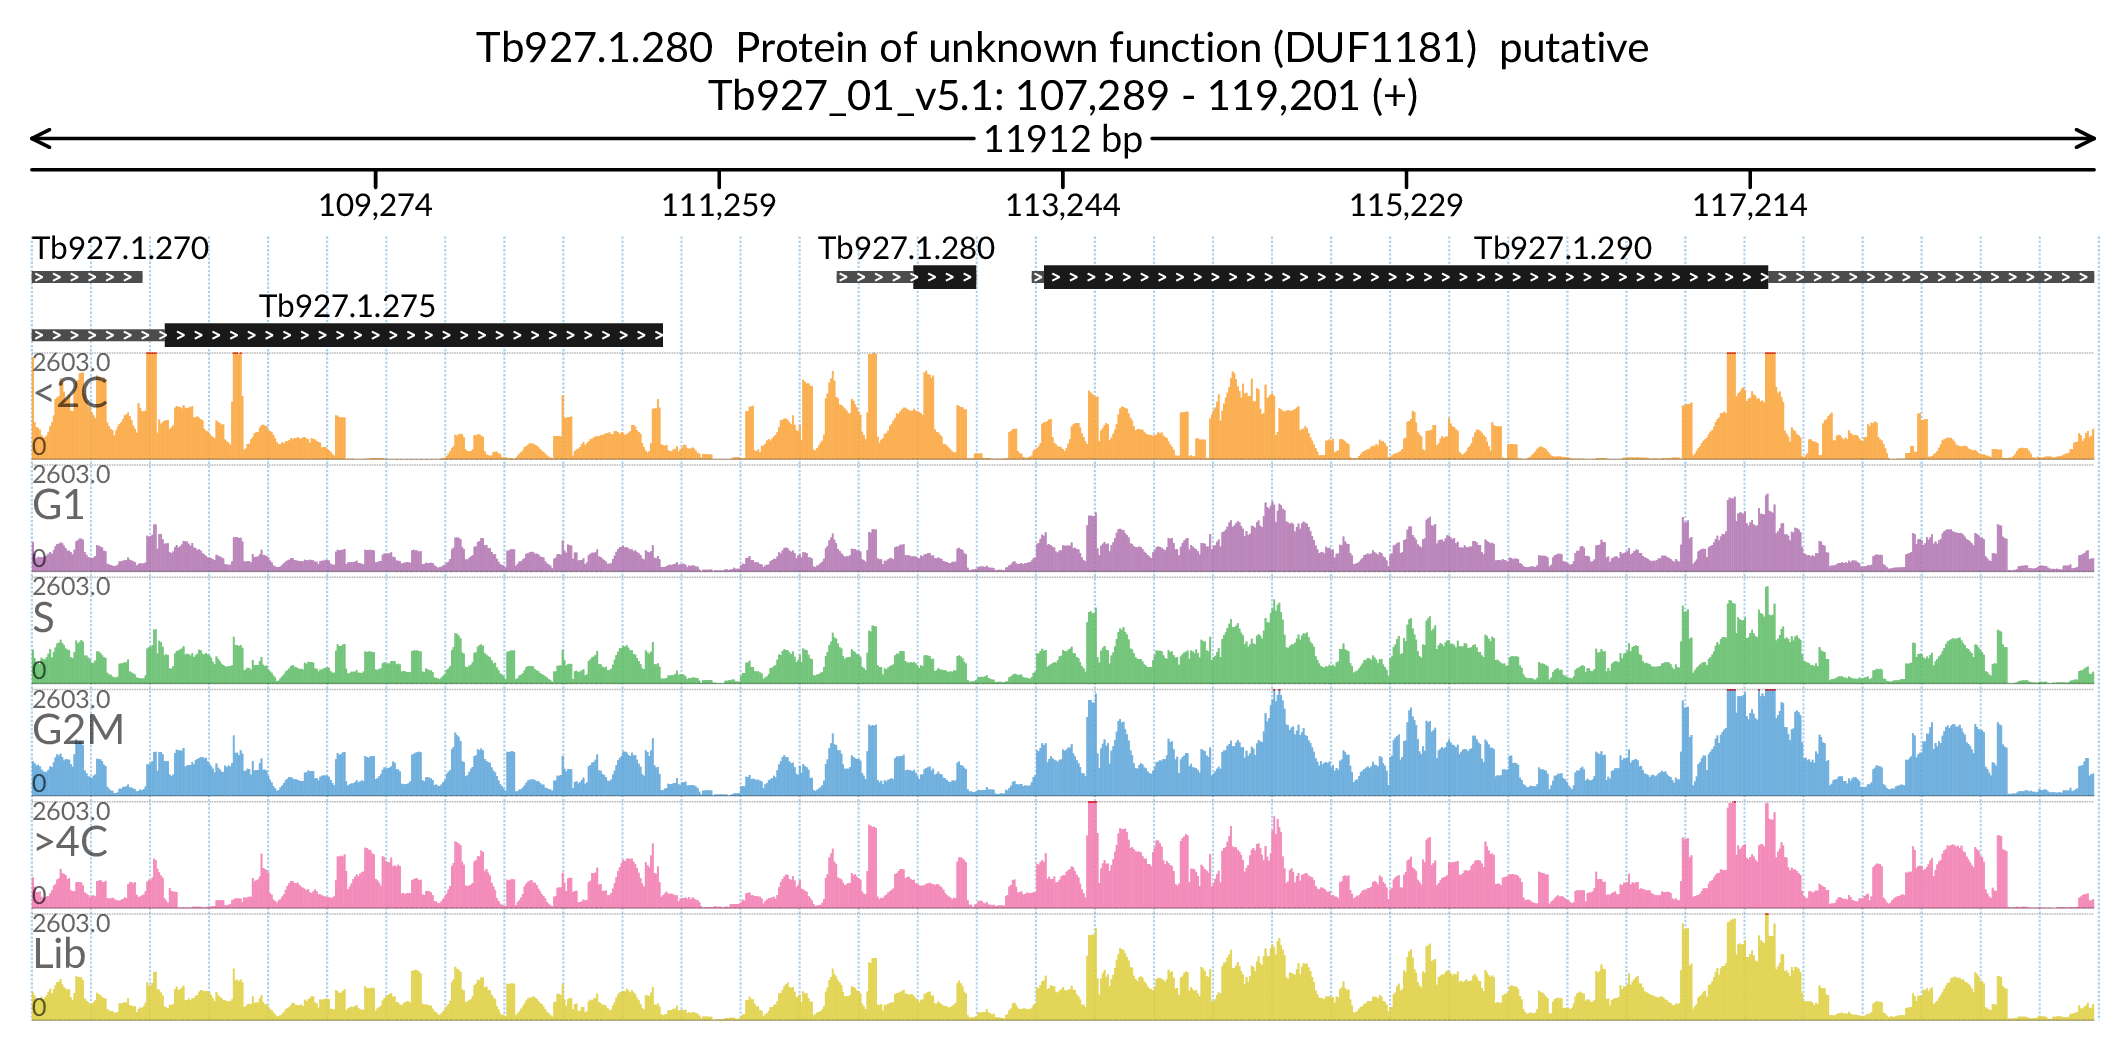 Tb927.1.280  Protein of unknown function (DUF1181)  putative
Tb927_01_v5.1: 107,289 - 119,201 (+)
11912 bp
109,274 111,259 113,244 115,229 117,214
Tb927.1.270 Tb927.1.280 Tb927.1.290
Tb927.1.275
2603.0
<2C
0
2603.0
G1
0
2603.0
S
0
2603.0
G2M
0
2603.0
>4C
0
2603.0
Lib
0